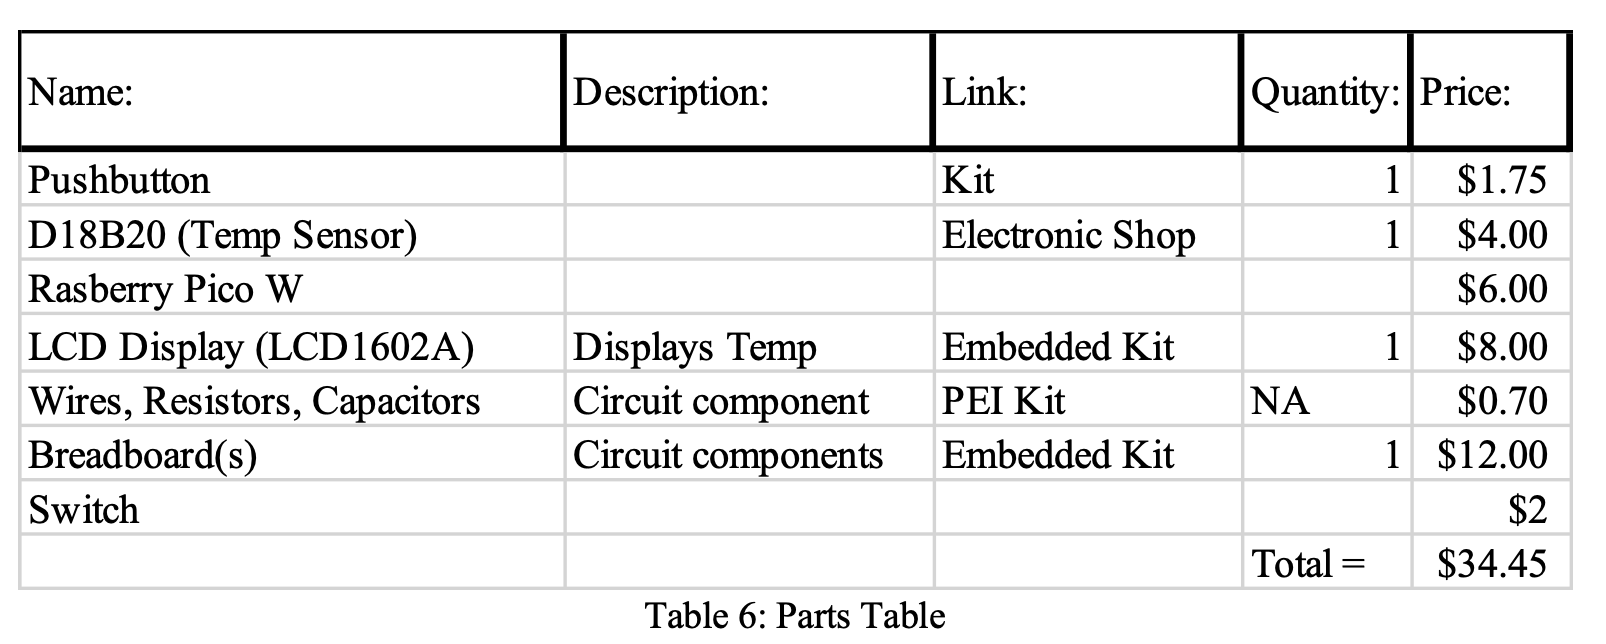 Name: Description: Link: Quantity: Price:
Pushbutton Kit 1 $1.75
D18B20 (Temp Sensor) Electronic Shop 1 $4.00
Rasberry Pico W $6.00
LCD Display (LCD1602A) Displays Temp Embedded Kit 1 $8.00
Wires, Resistors, Capacitors Circuit component PEI Kit NA $0.70
Breadboard(s) Circuit components Embedded Kit 1 $12.00
Switch $2
Total = $34.45
Table 6: Parts Table